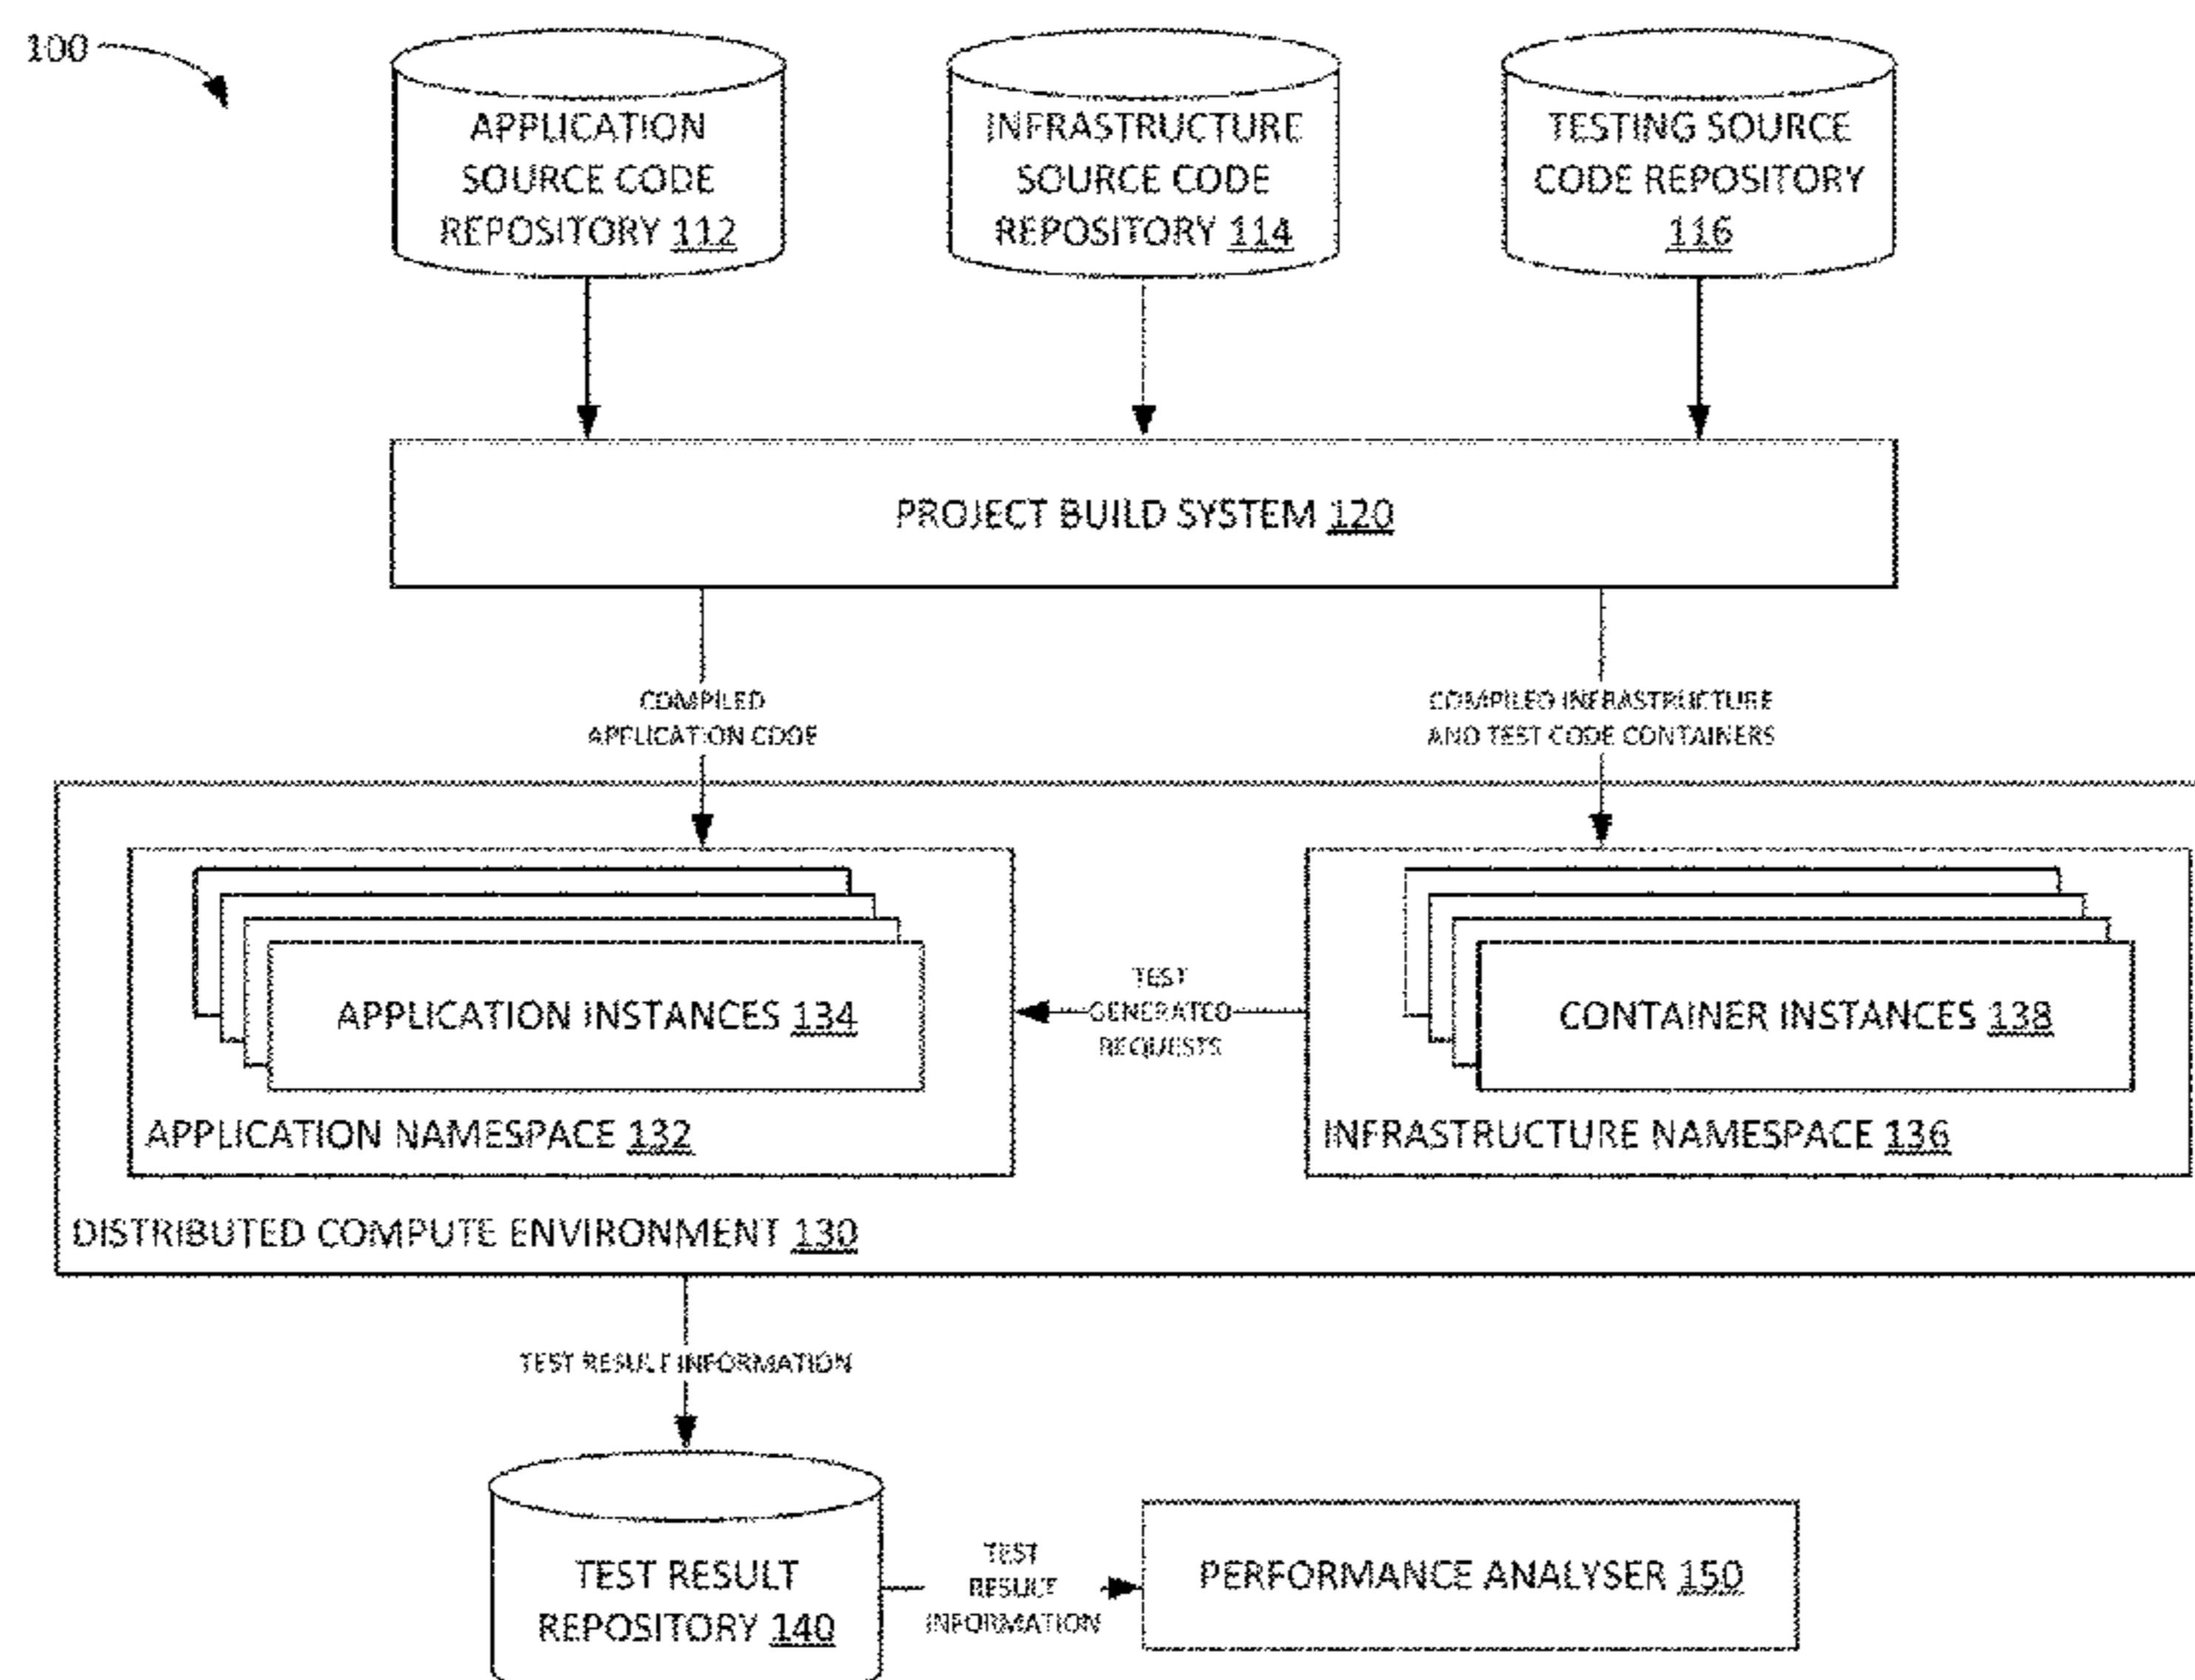 100
APPLICATION
SOURCE CODE
REPOSITORY 112
INFRASTRUCTURE
SOURCE CODE
REPOSITORY 114
TESTING SOURCE
CODE REPOSITORY
116
PROJECT BUILD SYSTEM 120
COMPILED
APPLICATION CODE
COMPILED INFRASTRUCTURE
AND TEST CODE CONTAINERS
APPLICATION INSTANCES 134
APPLICATION NAMESPACE 132
TEST
GENERATED
REQUESTS
CONTAINER INSTANCES 138
INFRASTRUCTURE NAMESPACE 136
DISTRIBUTED COMPUTE ENVIRONMENT 130
TEST RESULT INFORMATION
TEST RESULT
REPOSITORY 140
TEST
RESULT
INFORMATION
PERFORMANCE ANALYSER 150